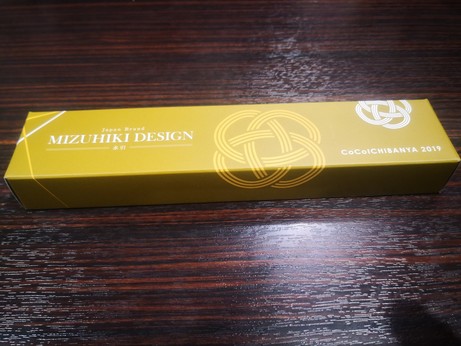 Japan Brand
MIZUHIKI DESIGN
CoCoICHIBANYA 2019